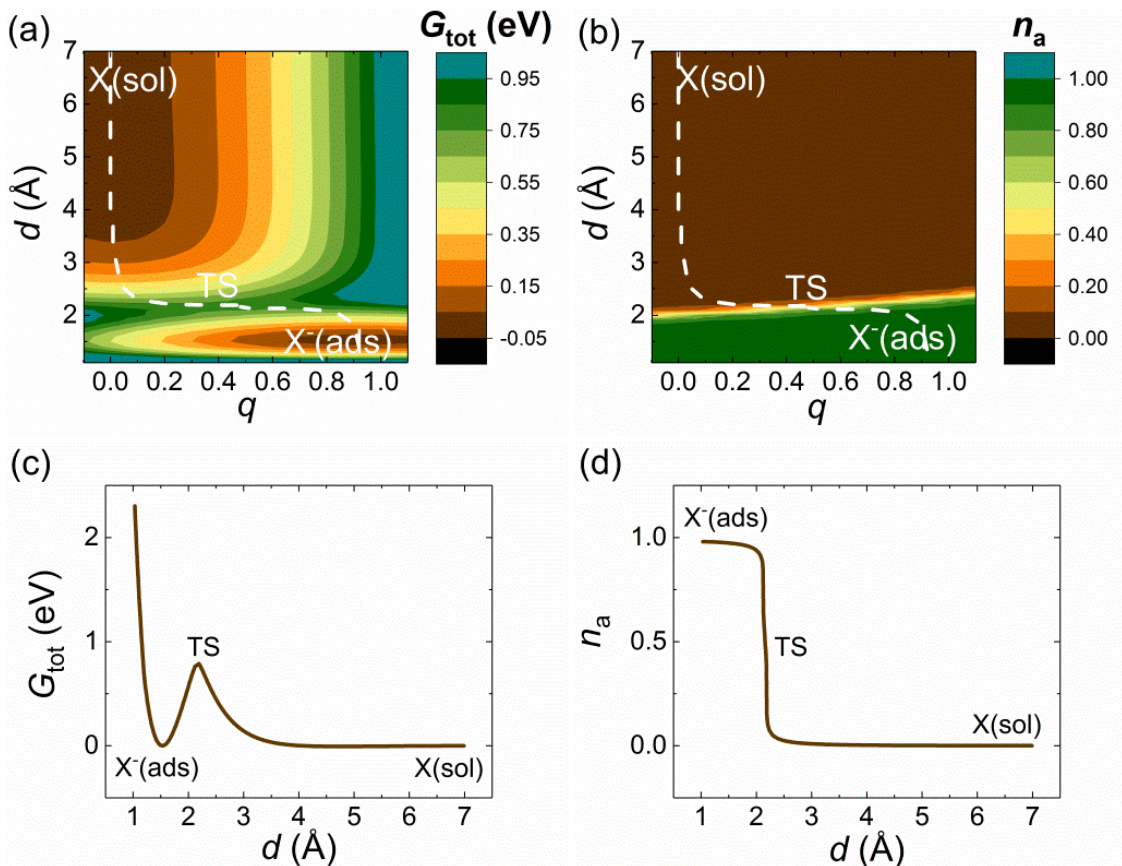 (a)
G_tot (eV)
7
6
5
4
3
2
d (Å)
X(sol)
TS
X⁻(ads)
0.0 0.2 0.4 0.6 0.8 1.0
q
0.95
0.75
0.55
0.35
0.15
-0.05
(b)
n_a
7
6
5
4
3
2
d (Å)
X(sol)
TS
X⁻(ads)
0.0 0.2 0.4 0.6 0.8 1.0
q
1.00
0.80
0.60
0.40
0.20
0.00
(c)
G_tot (eV)
2
1
0
TS
X⁻(ads)
X(sol)
1 2 3 4 5 6 7
d (Å)
(d)
n_a
1.0
0.5
0.0
X⁻(ads)
TS
X(sol)
1 2 3 4 5 6 7
d (Å)